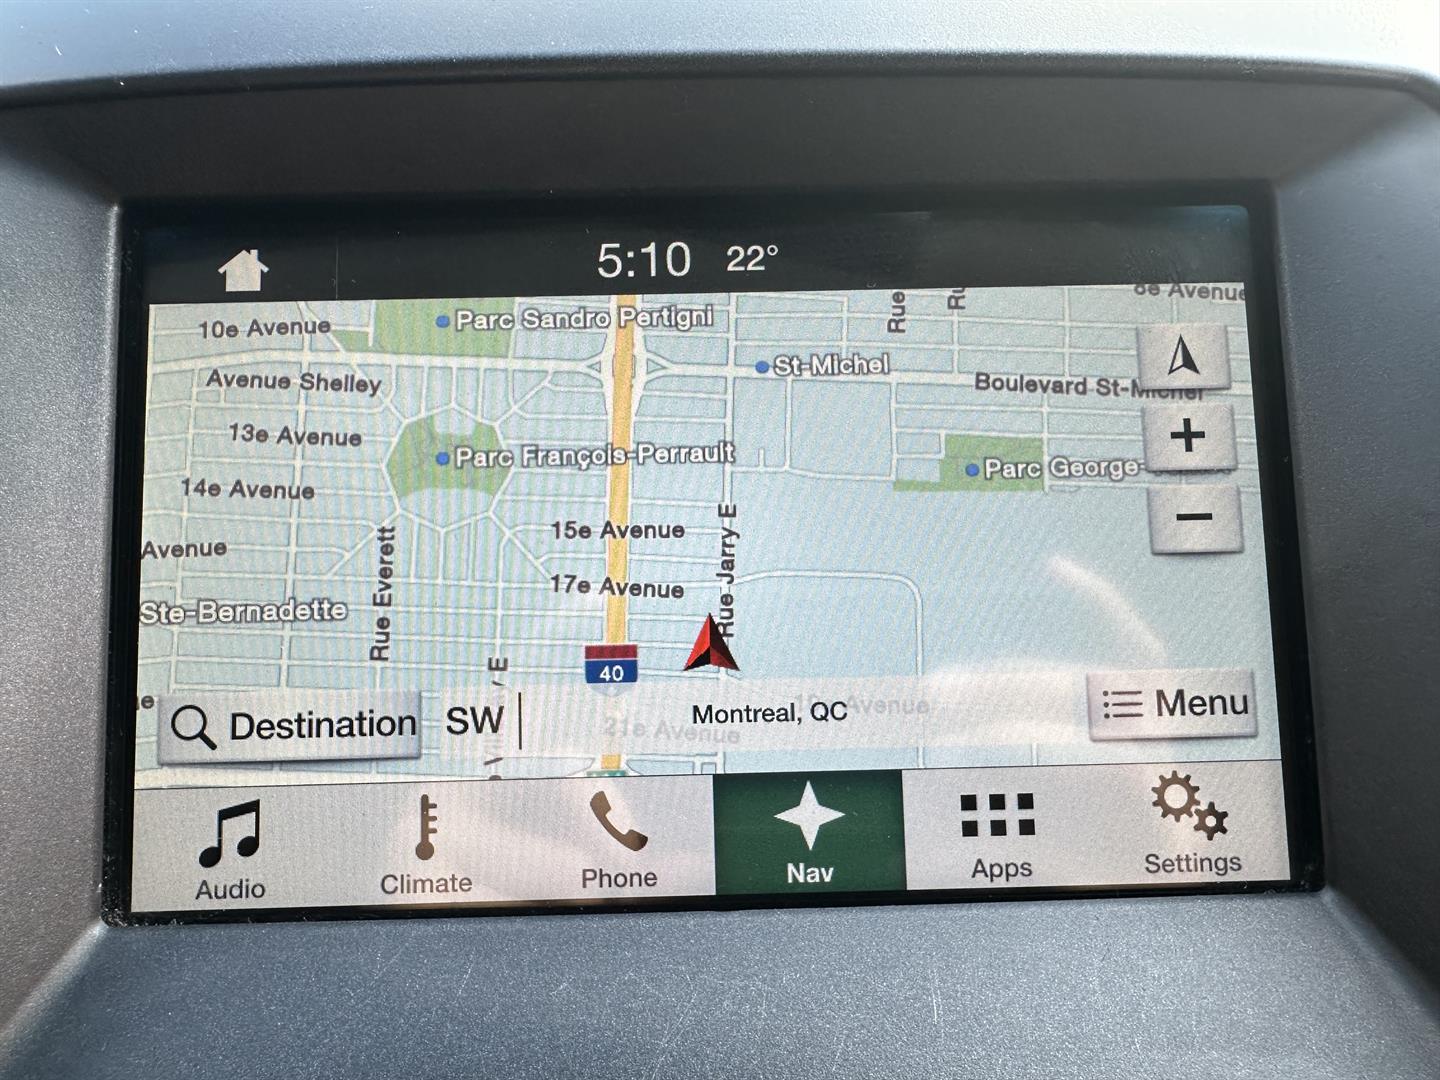 5:10 22°
10e Avenue
Parc Sandro Pertigni
Rue
8e Avenue
St-Michel
Avenue Shelley
Boulevard St-Michel
13e Avenue
Parc François-Perrault
Parc George-
14e Avenue
15e Avenue
Rue Jarry E
Avenue
Rue Everett
17e Avenue
Ste-Bernadette
40
E
Destination
SW
Montreal, QC
21e Avenue
Avenue
Menu
Audio
Climate
Phone
Nav
Apps
Settings